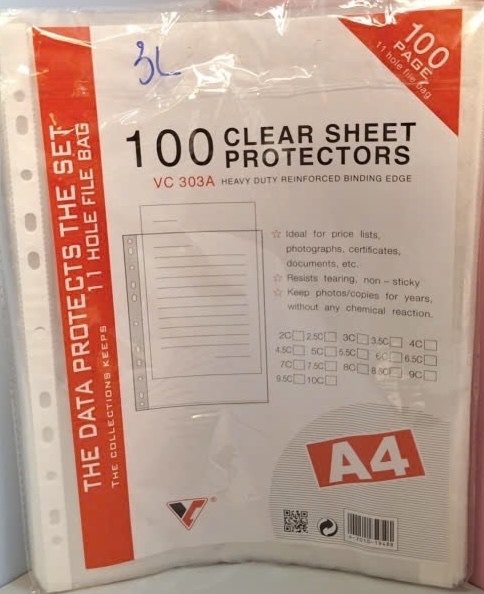 3L
100
PAGE
11 hole file bag
THE DATA PROTECTS THE SET
11 HOLE FILE BAG
THE COLLECTIONS KEEPS
100 CLEAR SHEET
PROTECTORS
VC 303A HEAVY DUTY REINFORCED BINDING EDGE
☆ Ideal for price lists,
photographs, certificates,
documents, etc.
☆ Resists tearing, non – sticky
☆ Keep photos/copies for years,
without any chemical reaction.
2C 2.5C 3C 3.5C 4C
4.5C 5C 5.5C 6C 6.5C
7C 7.5C 8C 8.5C 9C
9.5C 10C
A4
®